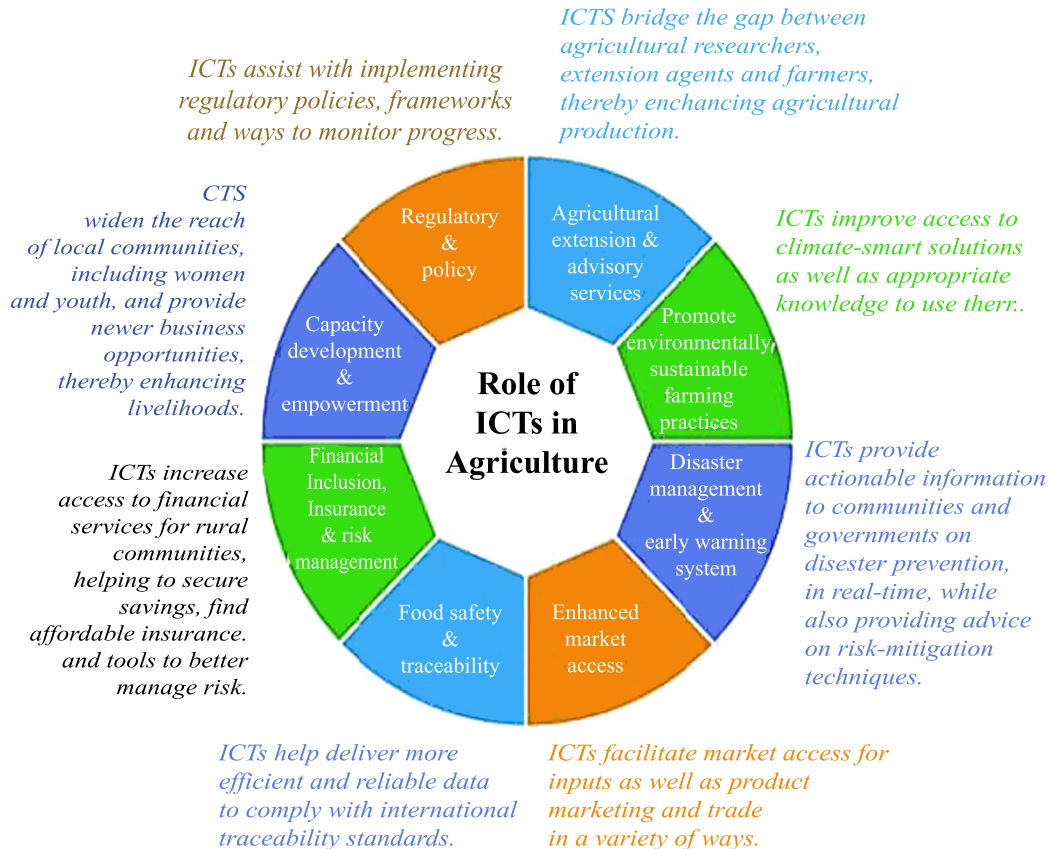 ICTS bridge the gap between
agricultural researchers,
extension agents and farmers,
thereby enchancing agricultural
production.
ICTs assist with implementing
regulatory policies, frameworks
and ways to monitor progress.
CTS
widen the reach
of local communities,
including women
and youth, and provide
newer business
opportunities,
thereby enhancing
livelihoods.
ICTs improve access to
climate-smart solutions
as well as appropriate
knowledge to use therr..
Regulatory
&
policy
Agricultural
extension &
advisory
services
Capacity
development
&
empowerment
Promote
environmentally
sustainable
farming
practices
Role of
ICTs in
Agriculture
Financial
Inclusion,
Insurance
& risk
management
Disaster
management
&
early warning
system
Food safety
&
traceability
Enhanced
market
access
ICTs increase
access to financial
services for rural
communities,
helping to secure
savings, find
affordable insurance.
and tools to better
manage risk.
ICTs provide
actionable information
to communities and
governments on
disester prevention,
in real-time, while
also providing advice
on risk-mitigation
techniques.
ICTs help deliver more
efficient and reliable data
to comply with international
traceability standards.
ICTs facilitate market access for
inputs as well as product
marketing and trade
in a variety of ways.